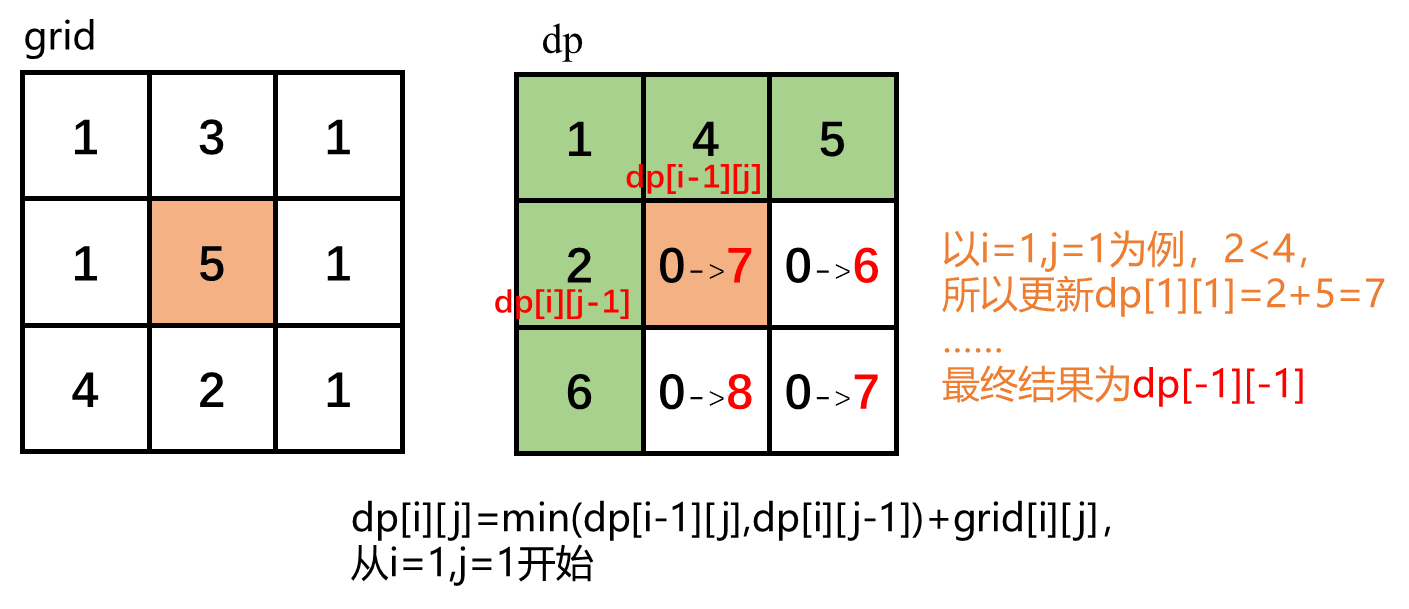 grid
dp
1 3 1
1 5 1
4 2 1
1 4 5
dp[i-1][j]
2 0->7 0->6
dp[i][j-1]
6 0->8 0->7
以i=1,j=1为例，2<4，
所以更新dp[1][1]=2+5=7
……
最终结果为dp[-1][-1]
dp[i][j]=min(dp[i-1][j],dp[i][j-1])+grid[i][j]，
从i=1,j=1开始